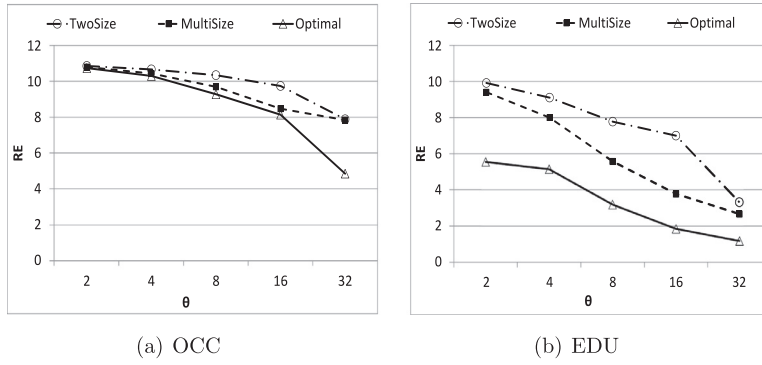 TwoSize MultiSize Optimal
12
10
8
6
4
2
0
RE
2 4 8 16 32
θ
(a) OCC
TwoSize MultiSize Optimal
12
10
8
6
4
2
0
RE
2 4 8 16 32
θ
(b) EDU